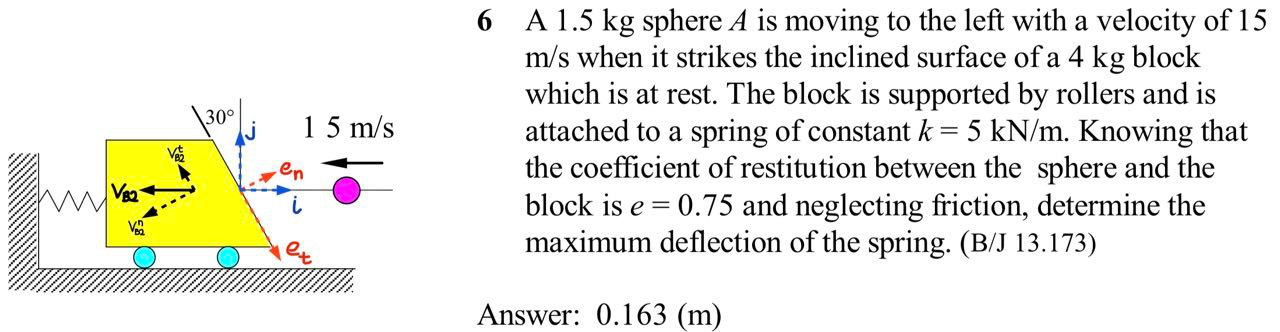 6 A 1.5 kg sphere A is moving to the left with a velocity of 15
m/s when it strikes the inclined surface of a 4 kg block
which is at rest. The block is supported by rollers and is
attached to a spring of constant k = 5 kN/m. Knowing that
the coefficient of restitution between the sphere and the
block is e = 0.75 and neglecting friction, determine the
maximum deflection of the spring. (B/J 13.173)
Answer: 0.163 (m)
30°
j
1 5 m/s
V_B2^t
e_n
V_B2
i
V_B2^n
e_t